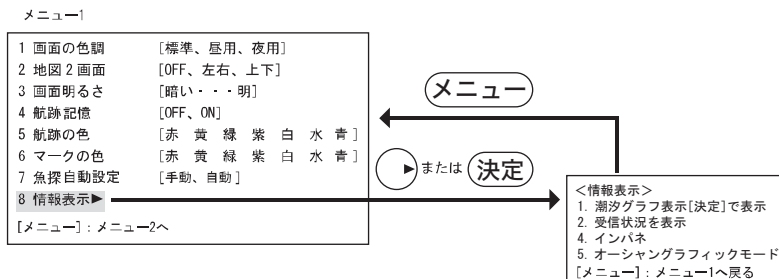 メニュー1
1 画面の色調 [標準、昼用、夜用]
2 地図2画面 [OFF、左右、上下]
3 画面明るさ [暗い・・・明]
4 航跡記憶 [OFF、ON]
5 航跡の色 [赤 黄 緑 紫 白 水 青]
6 マークの色 [赤 黄 緑 紫 白 水 青]
7 魚探自動設定 [手動、自動]
8 情報表示▶
[メニュー]：メニュー2へ
メニュー
▶ または 決定
<情報表示>
1. 潮汐グラフ表示[決定]で表示
2. 受信状況を表示
4. インパネ
5. オーシャングラフィックモード
[メニュー]：メニュー1へ戻る